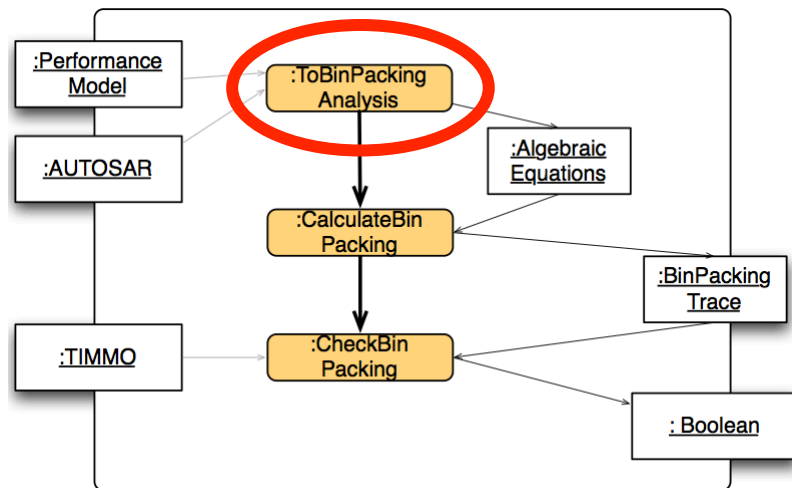 :Performance
Model
:ToBinPacking
Analysis
:AUTOSAR
:Algebraic
Equations
:CalculateBin
Packing
:BinPacking
Trace
:TIMMO
:CheckBin
Packing
: Boolean